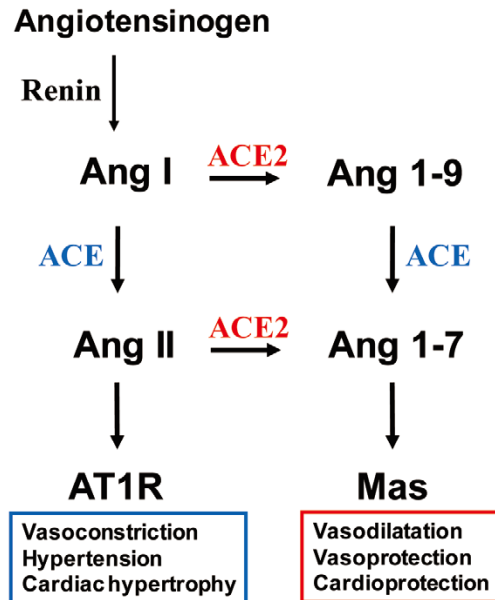 Angiotensinogen
Renin
ACE2
Ang I
Ang 1-9
ACE
ACE
ACE2
Ang II
Ang 1-7
AT1R
Mas
Vasoconstriction
Hypertension
Cardiac hypertrophy
Vasodilatation
Vasoprotection
Cardioprotection